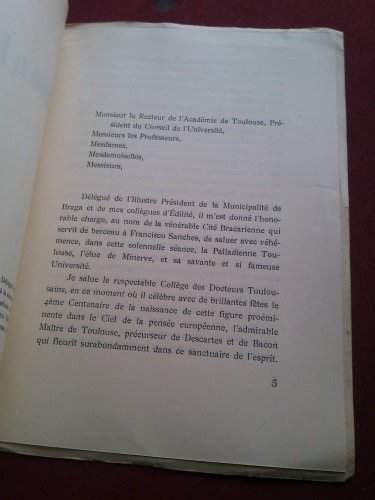 Monsieur le Recteur de l'Académie de Toulouse, Pré-
sident du Conseil de l'Université,
Messieurs les Professeurs,
Mesdames,
Mesdemoiselles,
Messieurs,
Délégué de l'Illustre Président de la Municipalité de
Braga et de mes collègues d'Édilité, il m'est donné l'hono-
rable charge, au nom de la vénérable Cité Bracarienne qui
servit de berceau à Francisco Sanches, de saluer avec véhé-
mence, dans cette solennelle séance, la Palladienne Tou-
louse, l'élue de Minerve, et sa savante et si fameuse
Université.
Je salue le respectable Collège des Docteurs Toulou-
sains, en ce moment où il célèbre avec de brillantes fêtes le
4ème Centenaire de la naissance de cette figure proémi-
nente dans le Ciel de la pensée européenne, l'admirable
Maître de Toulouse, précurseur de Descartes et de Bacon
qui fleurit surabondamment dans ce sanctuaire de l'esprit.
5